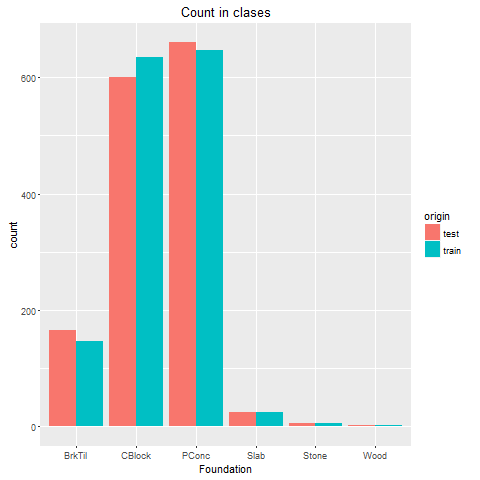 Count in clases
count
600
400
200
0
BrkTil CBlock PConc Slab Stone Wood
Foundation
origin
test
train